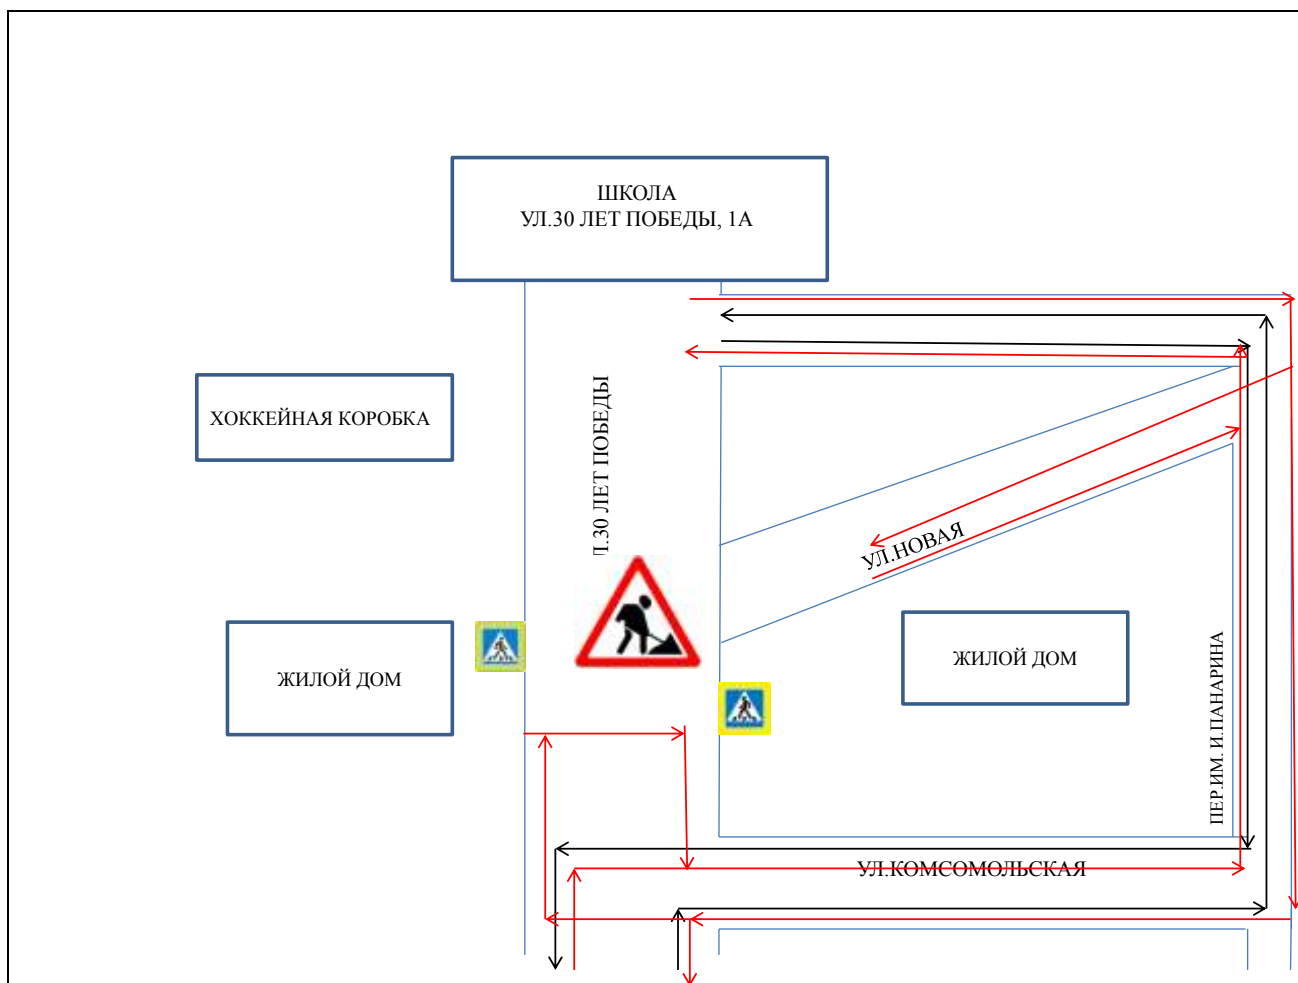 ШКОЛА
УЛ.30 ЛЕТ ПОБЕДЫ, 1А
ХОККЕЙНАЯ КОРОБКА
Л.30 ЛЕТ ПОБЕДЫ
УЛ.НОВАЯ
ЖИЛОЙ ДОМ
ЖИЛОЙ ДОМ
ПЕР.ИМ. И.ПАНАРИНА
УЛ.КОМСОМОЛЬСКАЯ